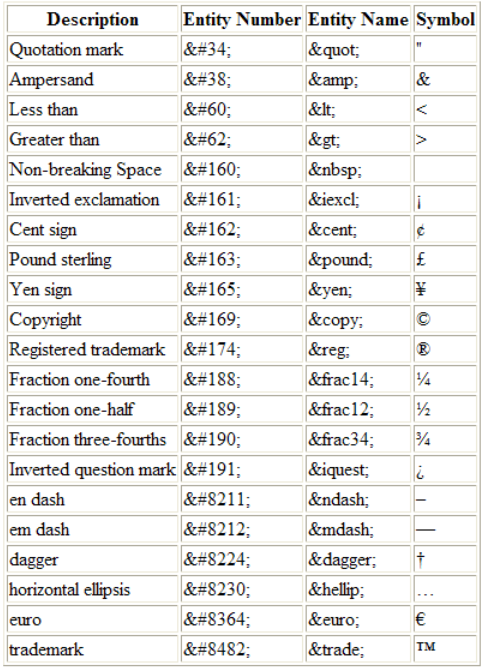 Description Entity Number Entity Name Symbol
Quotation mark &#34; &quot; "
Ampersand &#38; &amp; &
Less than &#60; &lt; <
Greater than &#62; &gt; >
Non-breaking Space &#160; &nbsp;
Inverted exclamation &#161; &iexcl; ¡
Cent sign &#162; &cent; ¢
Pound sterling &#163; &pound; £
Yen sign &#165; &yen; ¥
Copyright &#169; &copy; ©
Registered trademark &#174; &reg; ®
Fraction one-fourth &#188; &frac14; ¼
Fraction one-half &#189; &frac12; ½
Fraction three-fourths &#190; &frac34; ¾
Inverted question mark &#191; &iquest; ¿
en dash &#8211; &ndash; –
em dash &#8212; &mdash; —
dagger &#8224; &dagger; †
horizontal ellipsis &#8230; &hellip; …
euro &#8364; &euro; €
trademark &#8482; &trade; ™